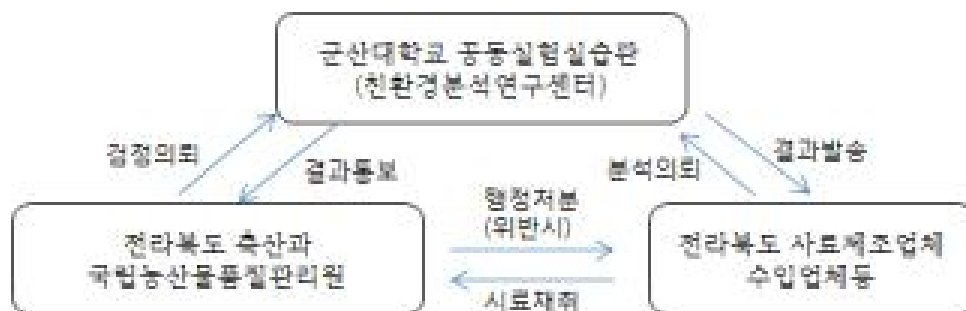 군산대학교 공동실험실습관
(친환경분석연구센터)
검정의뢰
결과통보
분석의뢰
결과발송
행정처분
(위반시)
전라북도 축산과
국립농산물품질관리원
전라북도 사료제조업체
수입업체등
시료채취